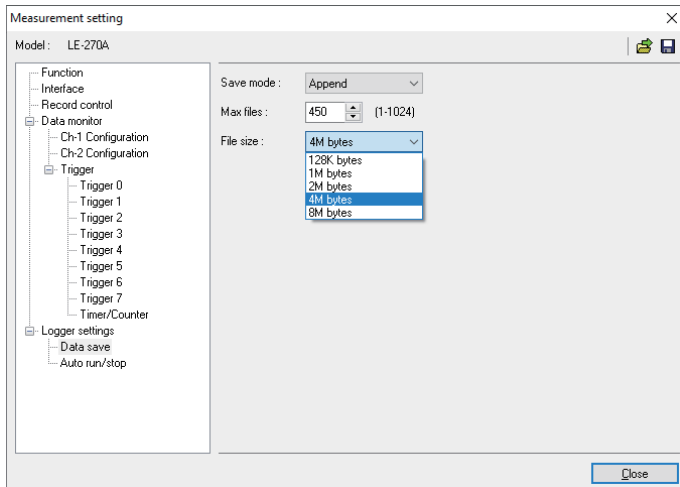 Measurement setting
Model : LE-270A
Function
Interface
Record control
Data monitor
Ch-1 Configuration
Ch-2 Configuration
Trigger
Trigger 0
Trigger 1
Trigger 2
Trigger 3
Trigger 4
Trigger 5
Trigger 6
Trigger 7
Timer/Counter
Logger settings
Data save
Auto run/stop
Save mode : Append
Max files : 450 (1-1024)
File size : 4M bytes
128K bytes
1M bytes
2M bytes
4M bytes
8M bytes
Close